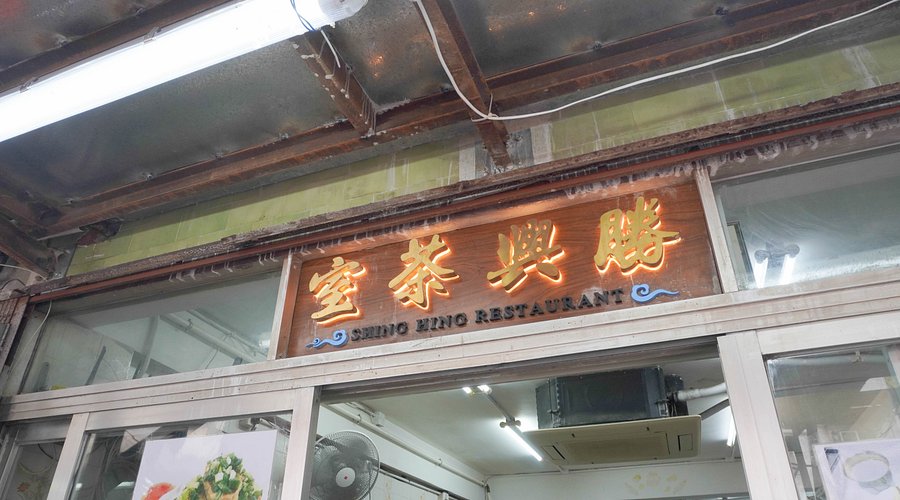 勝興茶室
SHING HING RESTAURANT